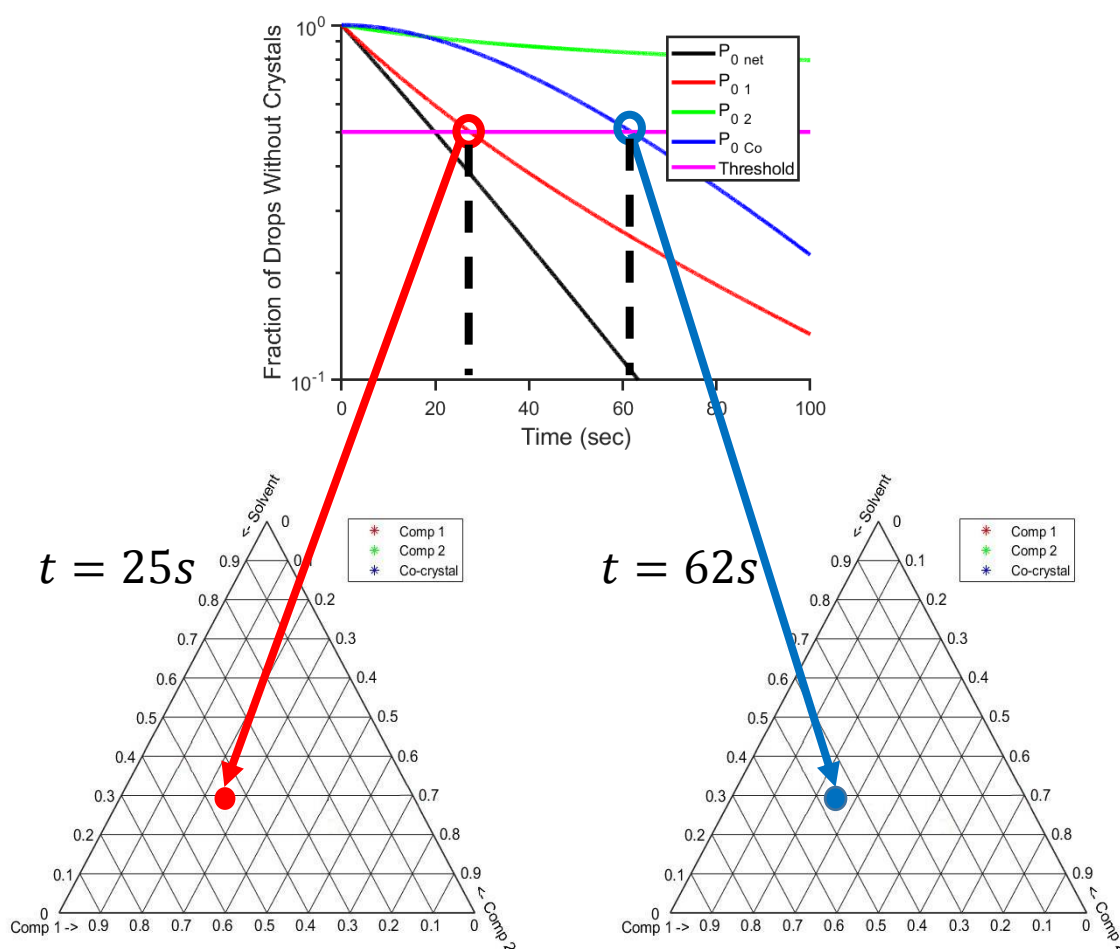 10^0
10^-1
Fraction of Drops Without Crystals
P_0 net
P_0 1
P_0 2
P_0 Co
Threshold
0 20 40 60 80 100
Time (sec)
t = 25s
<- Solvent
Comp 1
Comp 2
Co-crystal
0
0.1
0.2
0.3
0.4
0.5
0.6
0.7
0.8
0.9
0.9
0.8
0.7
0.6
0.5
0.4
0.3
0.2
0.1
0
<- Comp 2
Comp 1 -> 0.9 0.8 0.7 0.6 0.5 0.4 0.3 0.2 0.1 0
t = 62s
<- Solvent
Comp 1
Comp 2
Co-crystal
0
0.1
0.2
0.3
0.4
0.5
0.6
0.7
0.8
0.9
0.9
0.8
0.7
0.6
0.5
0.4
0.3
0.2
0.1
0
<- Comp
Comp 1 -> 0.9 0.8 0.7 0.6 0.5 0.4 0.3 0.2 0.1 0